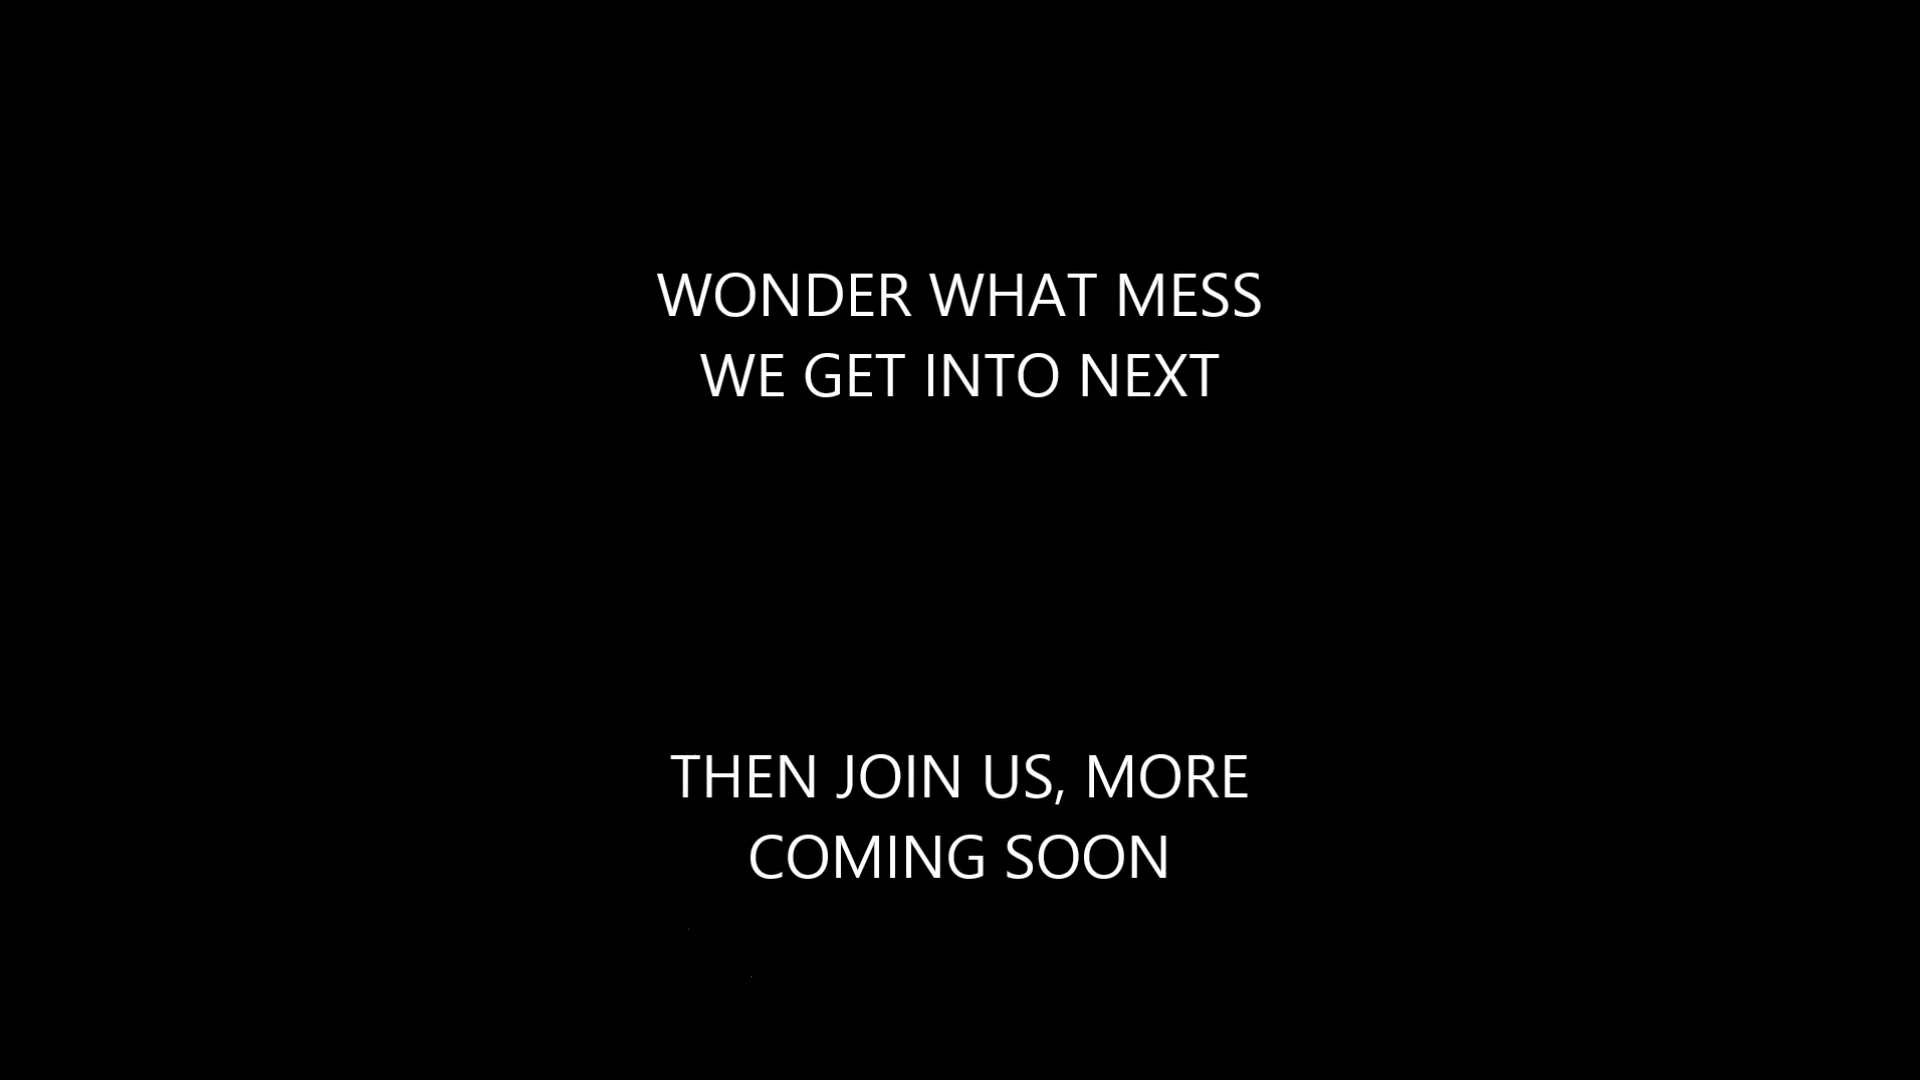 WONDER WHAT MESS
WE GET INTO NEXT
THEN JOIN US, MORE
COMING SOON